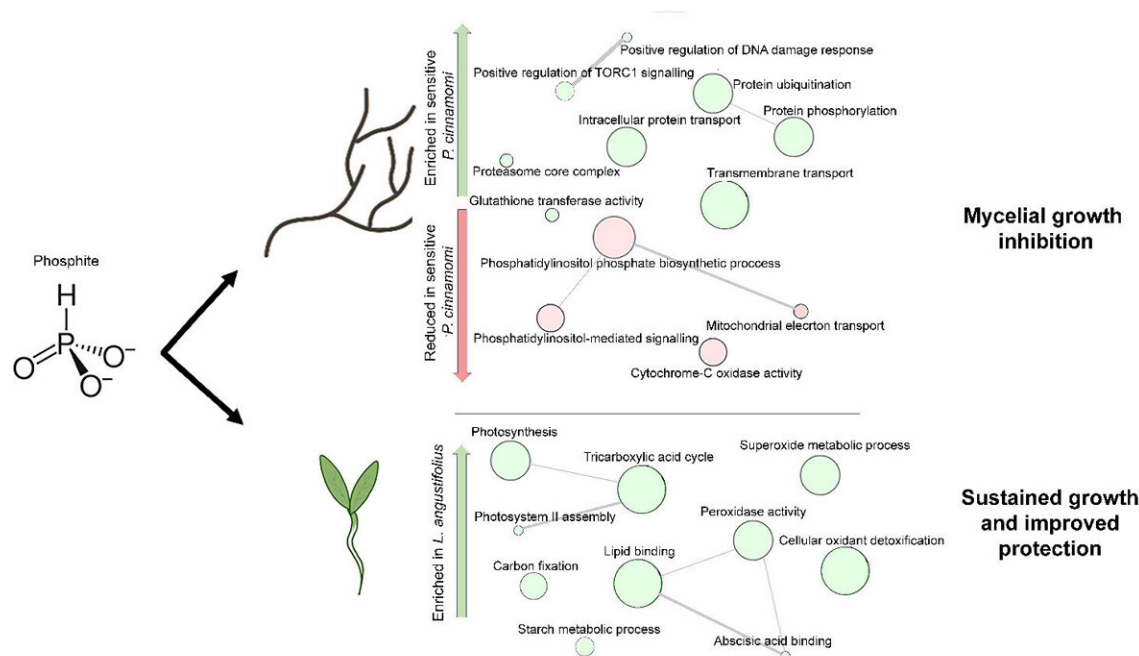 Phosphite
H
P
O
O−
O−
Enriched in sensitive
P. cinnamomi
Reduced in sensitive
P. cinnamomi
Positive regulation of DNA damage response
Positive regulation of TORC1 signalling
Protein ubiquitination
Protein phosphorylation
Intracellular protein transport
Proteasome core complex
Transmembrane transport
Glutathione transferase activity
Phosphatidylinositol phosphate biosynthetic proccess
Mitochondrial elecrton transport
Phosphatidylinositol-mediated signalling
Cytochrome-C oxidase activity
Mycelial growth
inhibition
Enriched in L. angustifolius
Photosynthesis
Superoxide metabolic process
Tricarboxylic acid cycle
Photosystem II assembly
Peroxidase activity
Cellular oxidant detoxification
Lipid binding
Carbon fixation
Starch metabolic process
Abscisic acid binding
Sustained growth
and improved
protection